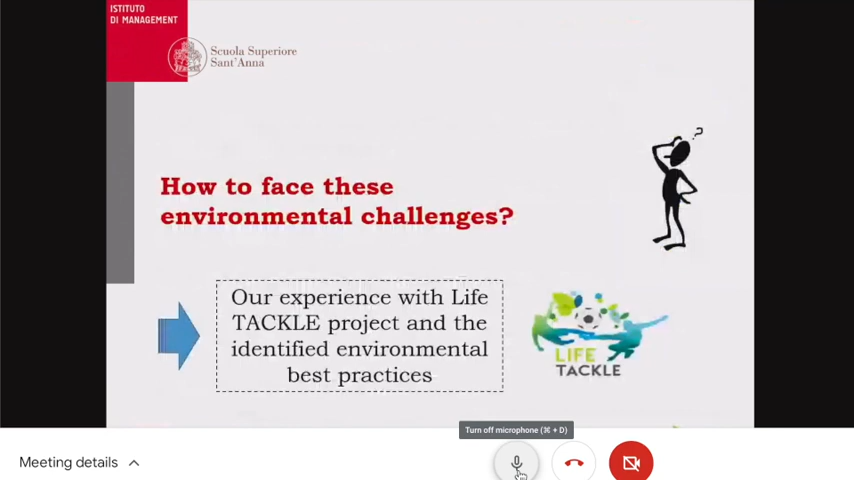 ISTITUTO
DI MANAGEMENT
Scuola Superiore
Sant'Anna
?
How to face these
environmental challenges?
Our experience with Life
TACKLE project and the
identified environmental
best practices
LIFE
TACKLE
Turn off microphone (⌘ + D)
Meeting details